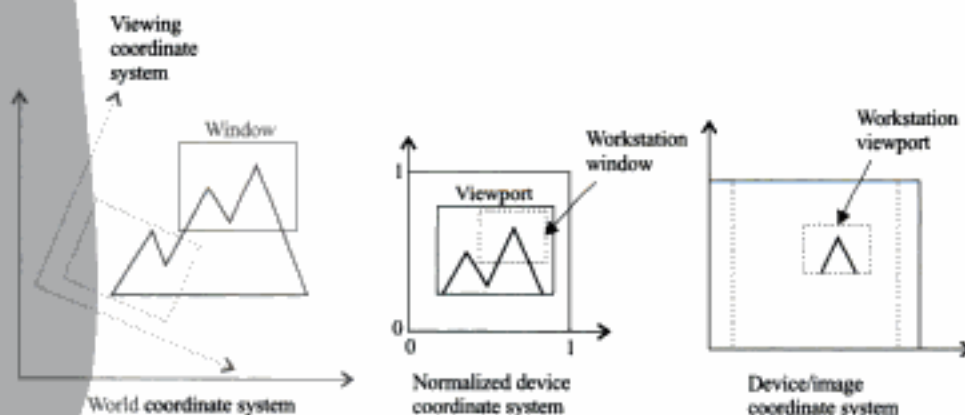 Viewing
coordinate
system
Window
World coordinate system
1
Viewport
Workstation
window
0
0
1
Normalized device
coordinate system
Workstation
viewport
Device/image
coordinate system